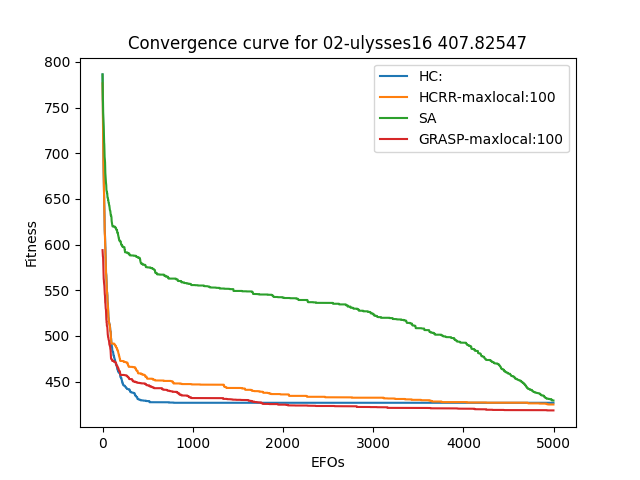 Convergence curve for 02-ulysses16 407.82547
HC:
HCRR-maxlocal:100
SA
GRASP-maxlocal:100
Fitness
800
750
700
650
600
550
500
450
0 1000 2000 3000 4000 5000
EFOs